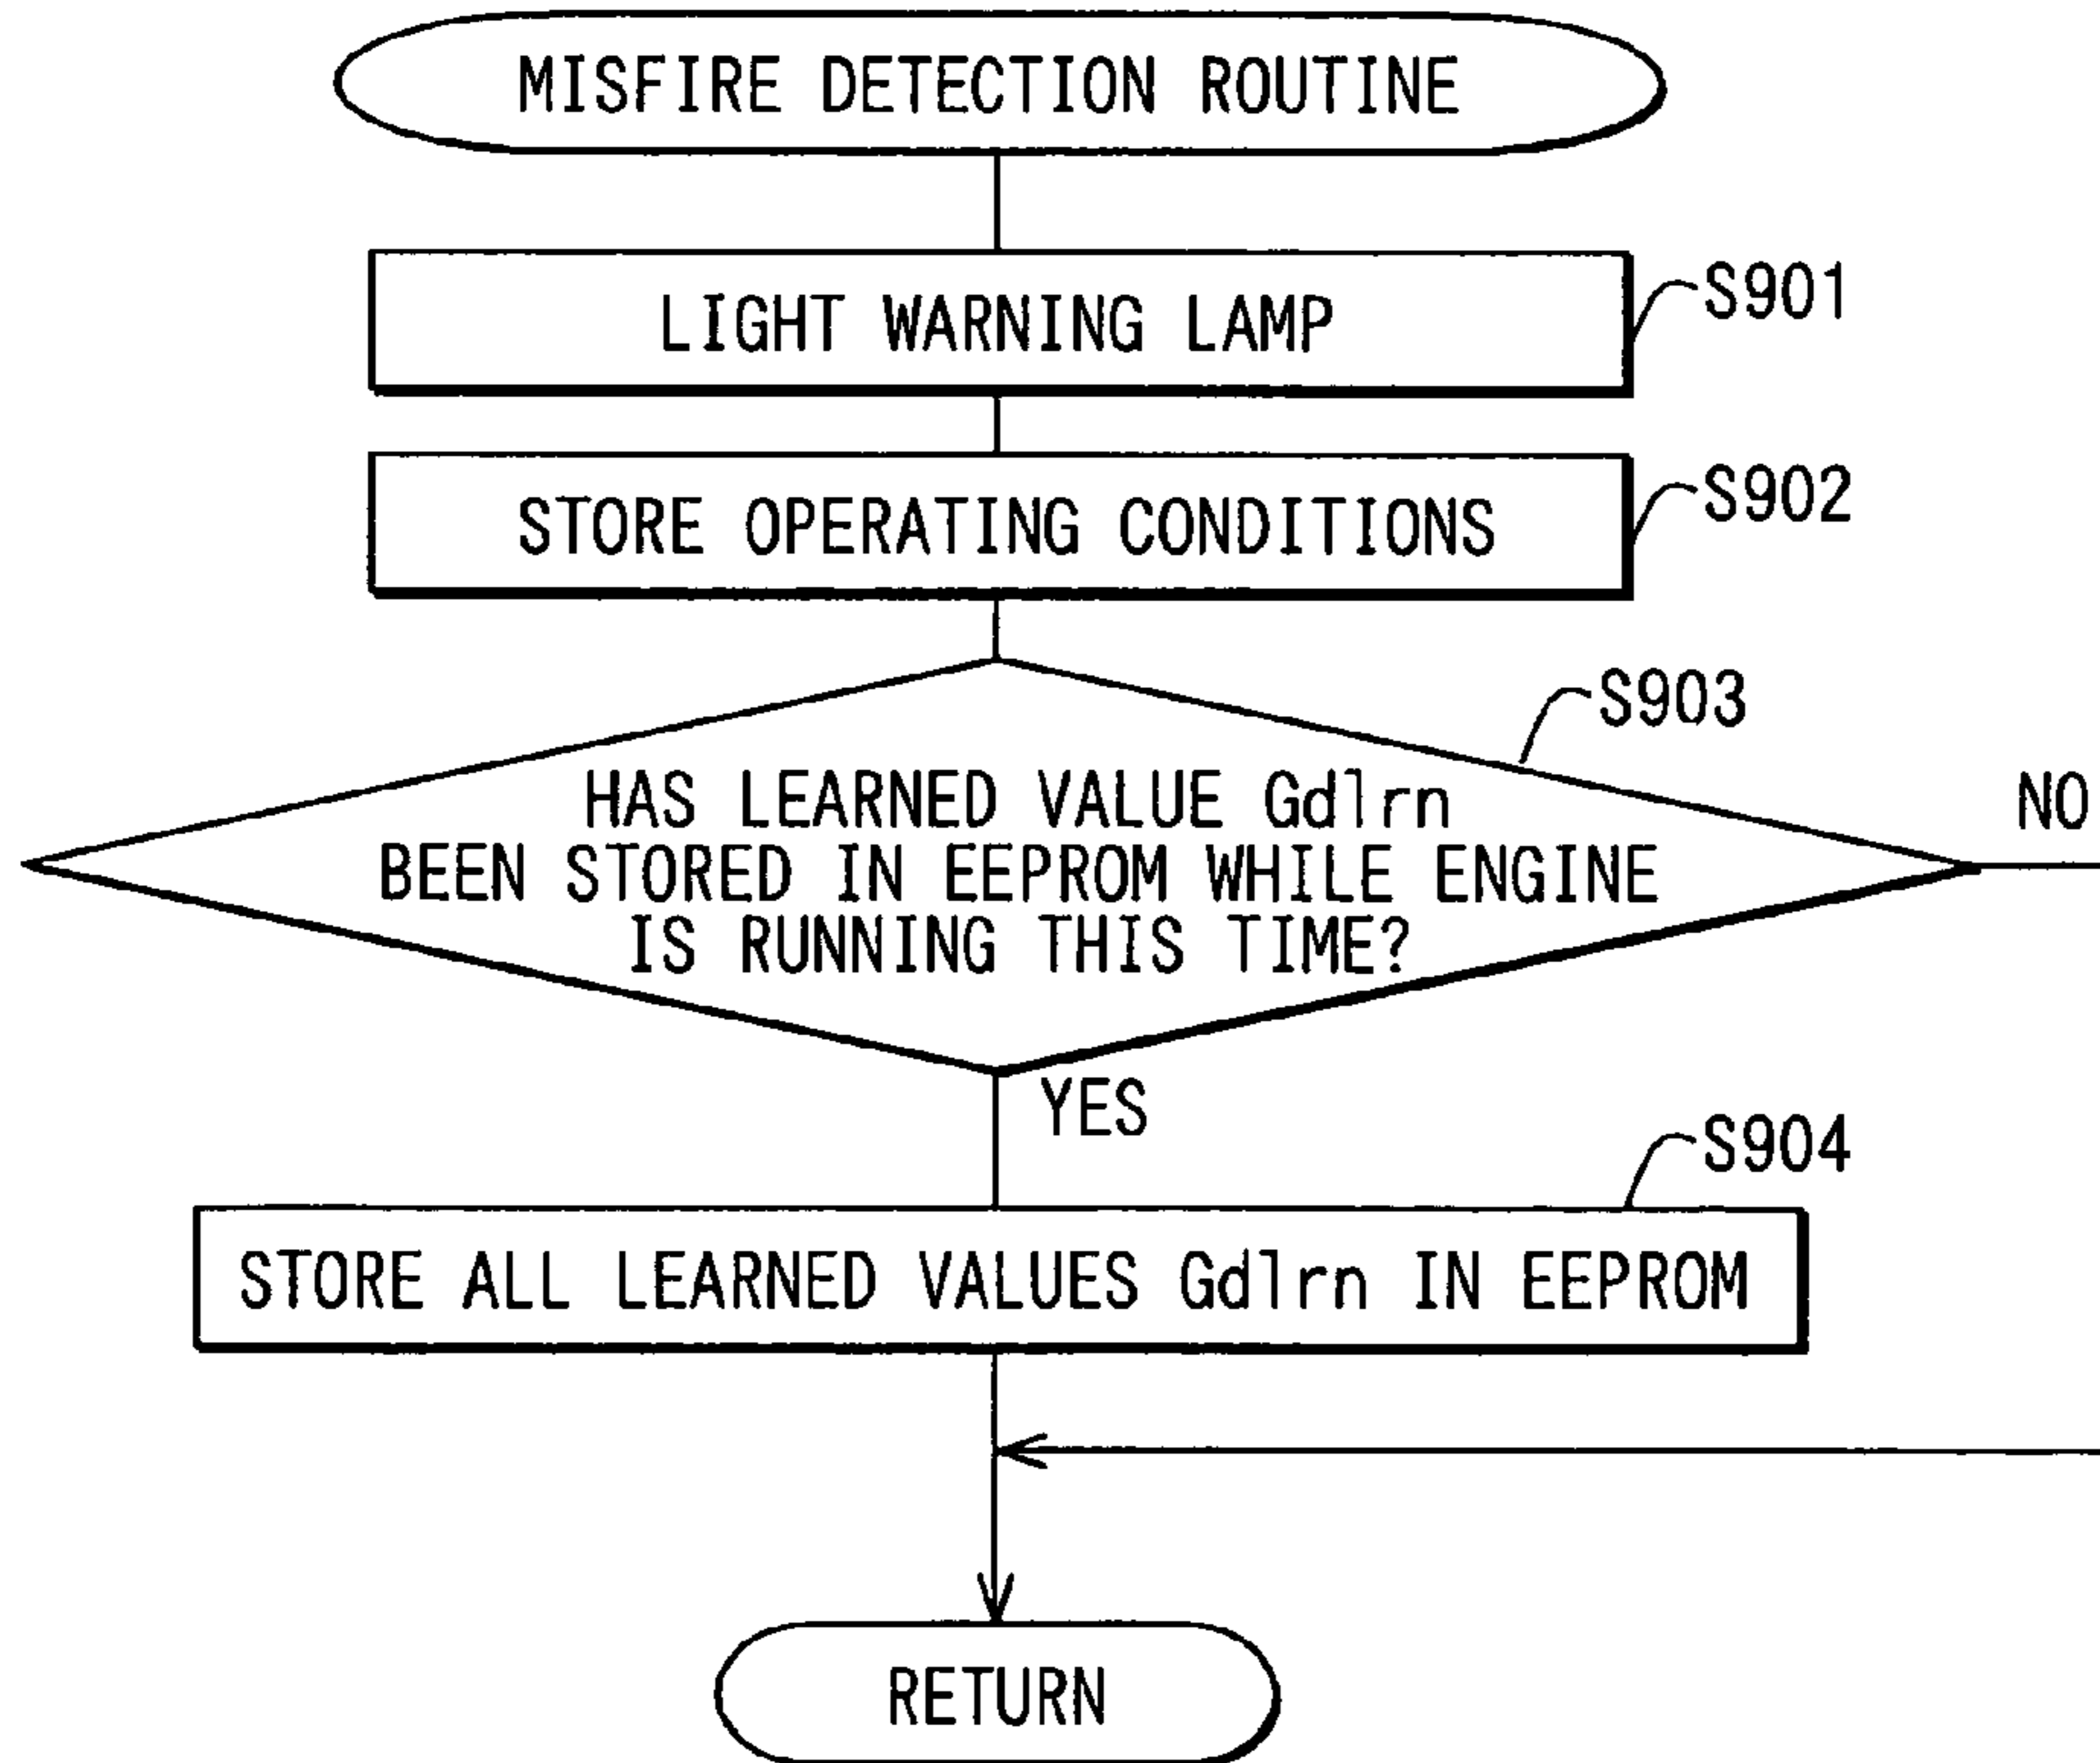 MISFIRE DETECTION ROUTINE
LIGHT WARNING LAMP
S901
STORE OPERATING CONDITIONS
S902
S903
HAS LEARNED VALUE Gdlrn
BEEN STORED IN EEPROM WHILE ENGINE
IS RUNNING THIS TIME?
NO
YES
S904
STORE ALL LEARNED VALUES Gdlrn IN EEPROM
RETURN